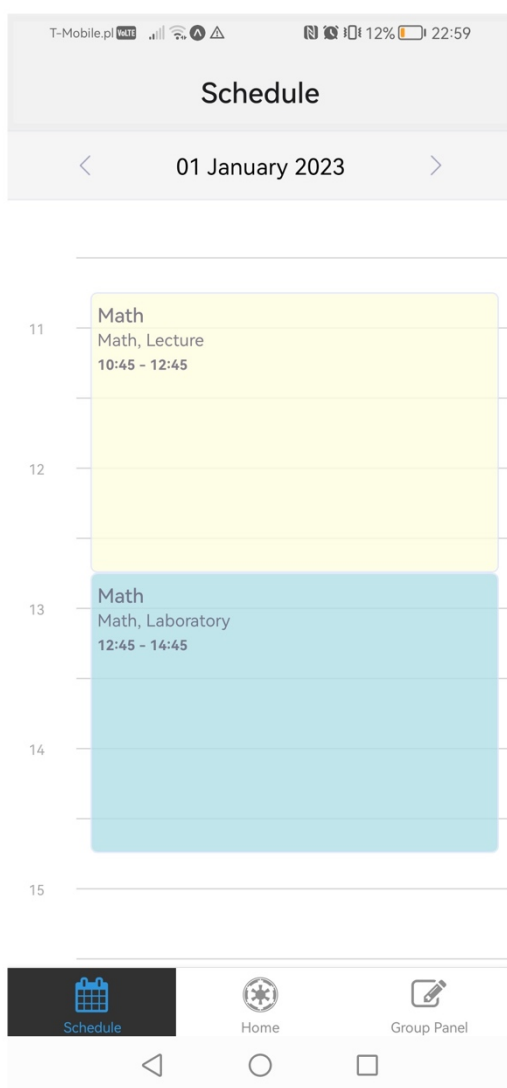 T-Mobile.pl VoLTE 12% 22:59
Schedule
01 January 2023
11
Math
Math, Lecture
10:45 - 12:45
12
13
Math
Math, Laboratory
12:45 - 14:45
14
15
Schedule Home Group Panel